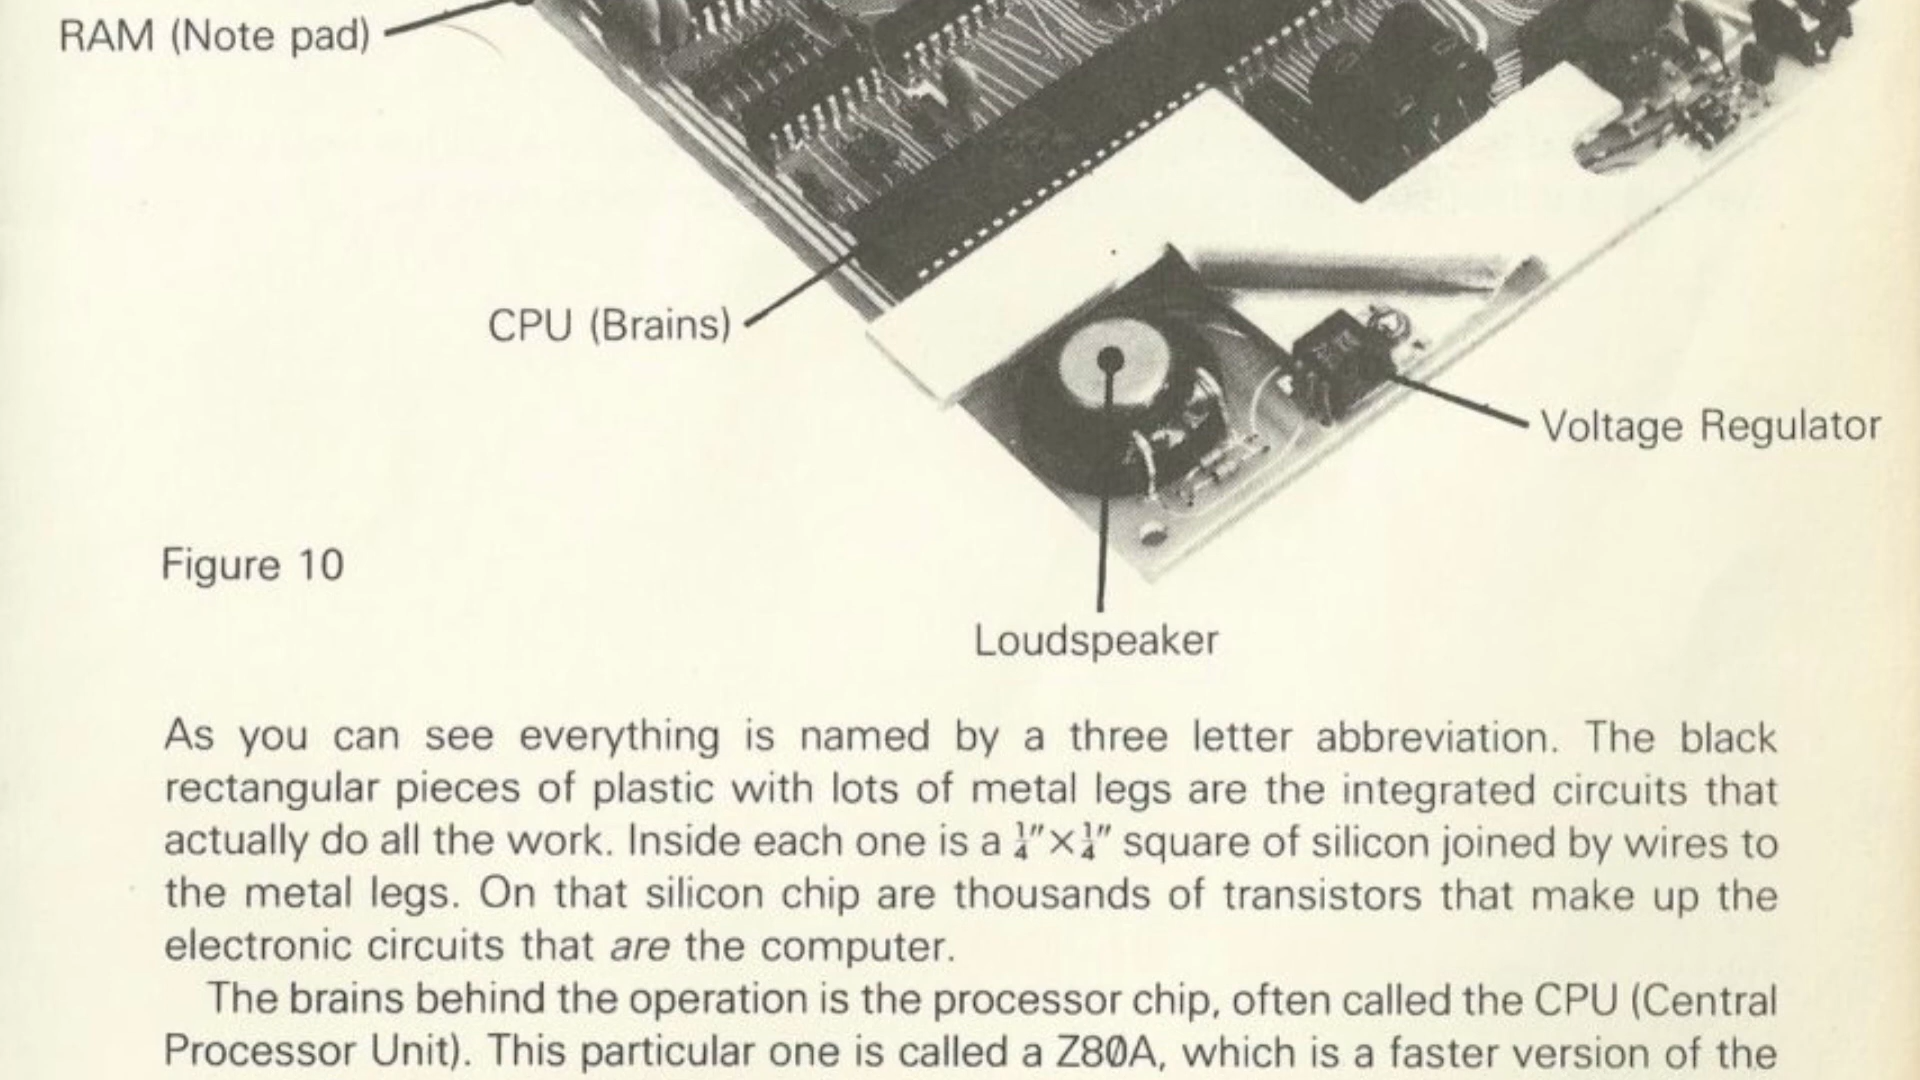 RAM (Note pad)
CPU (Brains)
Voltage Regulator
Figure 10
Loudspeaker
As you can see everything is named by a three letter abbreviation. The black
rectangular pieces of plastic with lots of metal legs are the integrated circuits that
actually do all the work. Inside each one is a ¼″×¼″ square of silicon joined by wires to
the metal legs. On that silicon chip are thousands of transistors that make up the
electronic circuits that are the computer.
The brains behind the operation is the processor chip, often called the CPU (Central
Processor Unit). This particular one is called a Z80A, which is a faster version of the